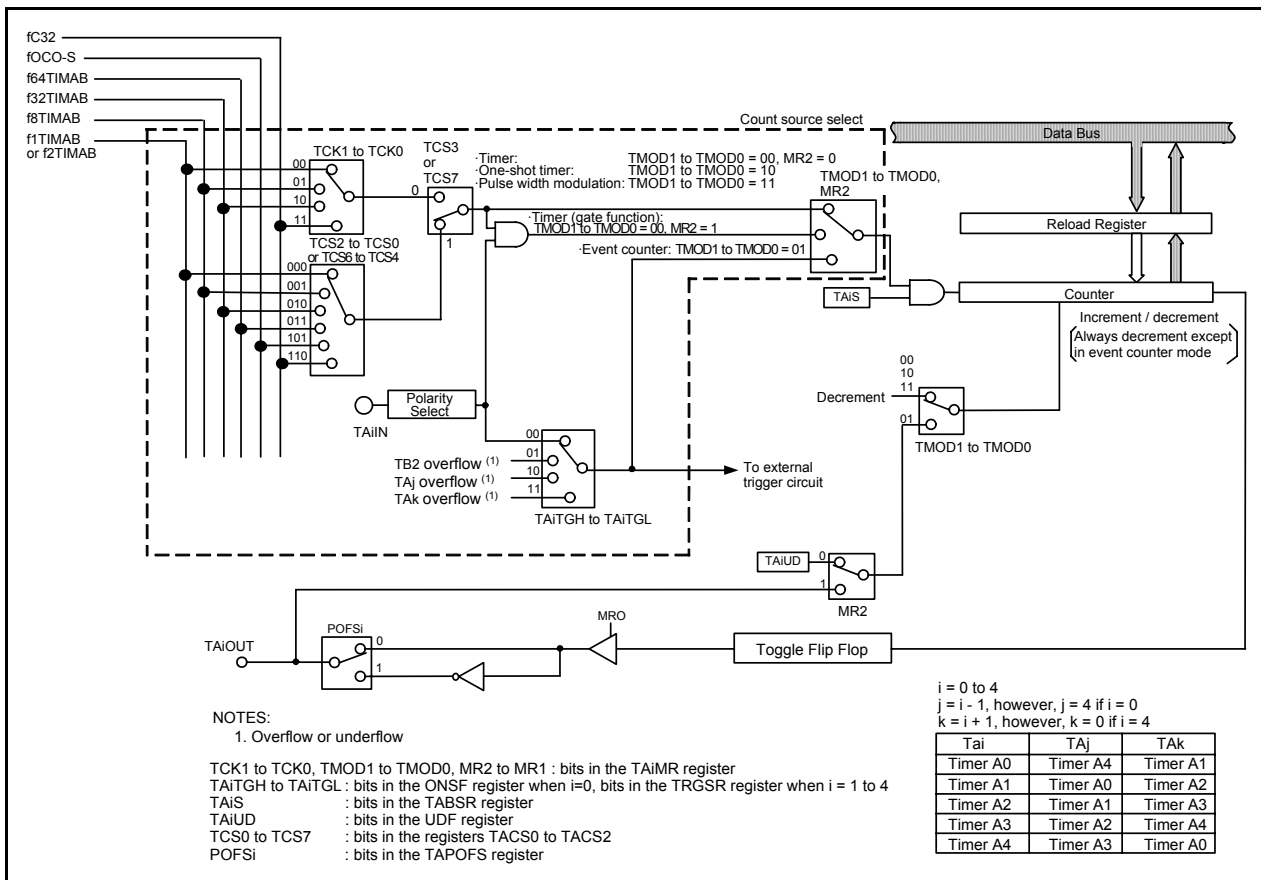 fC32
fOCO-S
f64TIMAB
f32TIMAB
f8TIMAB
f1TIMAB
or f2TIMAB
Count source select
Data Bus
TCK1 to TCK0
00
01
10
11
TCS3
or
TCS7
0
1
·Timer: TMOD1 to TMOD0 = 00, MR2 = 0
·One-shot timer: TMOD1 to TMOD0 = 10
·Pulse width modulation: TMOD1 to TMOD0 = 11
·Timer (gate function):
TMOD1 to TMOD0 = 00, MR2 = 1
·Event counter: TMOD1 to TMOD0 = 01
TMOD1 to TMOD0,
MR2
Reload Register
TCS2 to TCS0
or TCS6 to TCS4
000
001
010
011
101
110
TAiS
Counter
Increment / decrement
Always decrement except
in event counter mode
TAiIN
Polarity
Select
00
10
11
Decrement
01
TMOD1 to TMOD0
00
01
10
11
TB2 overflow (1)
TAj overflow (1)
TAk overflow (1)
TAiTGH to TAiTGL
To external
trigger circuit
TAiUD
0
1
MR2
TAiOUT
POFSi
0
1
MRO
Toggle Flip Flop
NOTES:
1. Overflow or underflow
TCK1 to TCK0, TMOD1 to TMOD0, MR2 to MR1 : bits in the TAiMR register
TAiTGH to TAiTGL : bits in the ONSF register when i=0, bits in the TRGSR register when i = 1 to 4
TAiS : bits in the TABSR register
TAiUD : bits in the UDF register
TCS0 to TCS7 : bits in the registers TACS0 to TACS2
POFSi : bits in the TAPOFS register
i = 0 to 4
j = i - 1, however, j = 4 if i = 0
k = i + 1, however, k = 0 if i = 4
Tai TAj TAk
Timer A0 Timer A4 Timer A1
Timer A1 Timer A0 Timer A2
Timer A2 Timer A1 Timer A3
Timer A3 Timer A2 Timer A4
Timer A4 Timer A3 Timer A0